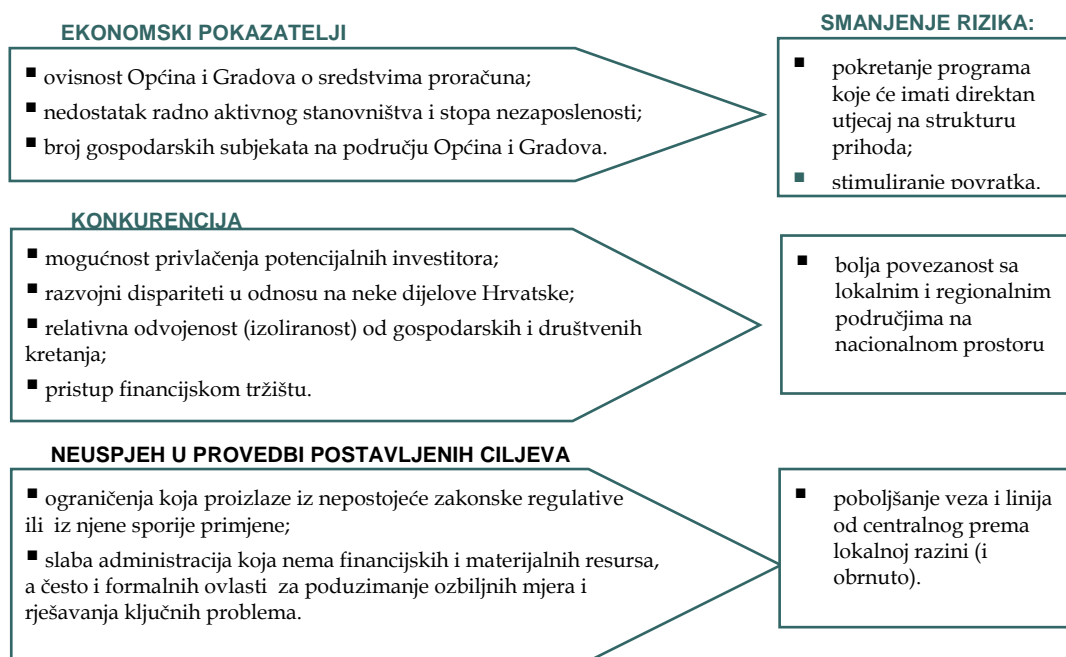 EKONOMSKI POKAZATELJI
▪ ovisnost Općina i Gradova o sredstvima proračuna;
▪ nedostatak radno aktivnog stanovništva i stopa nezaposlenosti;
▪ broj gospodarskih subjekata na području Općina i Gradova.
SMANJENJE RIZIKA:
▪ pokretanje programa
koje će imati direktan
utjecaj na strukturu
prihoda;
▪ stimuliranje povratka.
KONKURENCIJA
▪ mogućnost privlačenja potencijalnih investitora;
▪ razvojni dispariteti u odnosu na neke dijelove Hrvatske;
▪ relativna odvojenost (izoliranost) od gospodarskih i društvenih
kretanja;
▪ pristup financijskom tržištu.
▪ bolja povezanost sa
lokalnim i regionalnim
područjima na
nacionalnom prostoru
NEUSPJEH U PROVEDBI POSTAVLJENIH CILJEVA
▪ ograničenja koja proizlaze iz nepostojeće zakonske regulative
ili iz njene sporije primjene;
▪ slaba administracija koja nema financijskih i materijalnih resursa,
a često i formalnih ovlasti za poduzimanje ozbiljnih mjera i
rješavanja ključnih problema.
▪ poboljšanje veza i linija
od centralnog prema
lokalnoj razini (i
obrnuto).